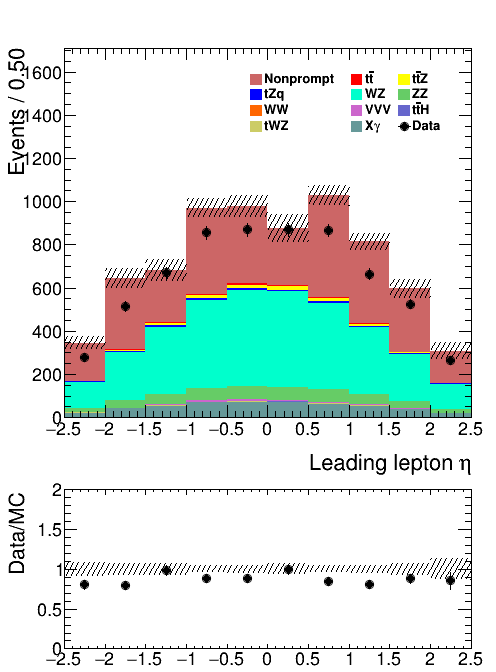 Events / 0.50
1600
1400
1200
1000
800
600
400
200
0
Nonprompt tt̄ tt̄Z
tZq WZ ZZ
WW VVV tt̄H
tWZ Xγ Data
−2.5 −2 −1.5 −1 −0.5 0 0.5 1 1.5 2 2.5
Leading lepton η
Data/MC
2
1.5
1
0.5
0
−2.5 −2 −1.5 −1 −0.5 0 0.5 1 1.5 2 2.5